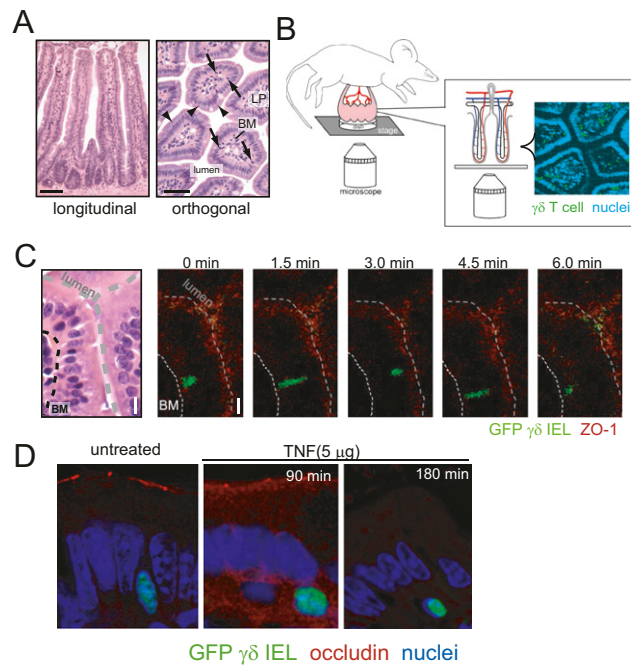 A
longitudinal
LP
BM
lumen
orthogonal
B
stage
microscope
γδ T cell nuclei
C
lumen
BM
0 min
1.5 min
3.0 min
4.5 min
6.0 min
lumen
BM
GFP γδ IEL ZO-1
D
untreated
TNF(5 μg)
90 min
180 min
GFP γδ IEL occludin nuclei